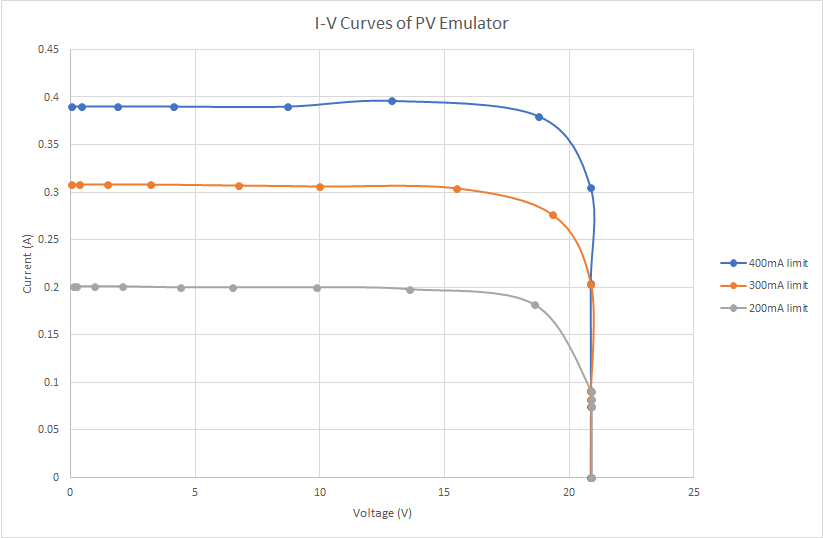 I-V Curves of PV Emulator
0.45
0.4
0.35
0.3
0.25
0.2
0.15
0.1
0.05
0
Current (A)
0 5 10 15 20 25
Voltage (V)
400mA limit
300mA limit
200mA limit